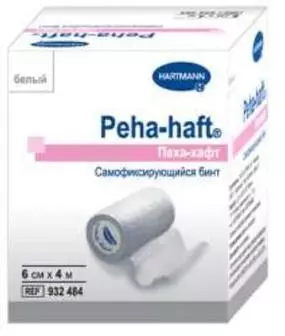 белый
HARTMANN
Peha-haft®
Пеха-хафт
Самофиксирующийся бинт
6 см x 4 м
REF 932 484